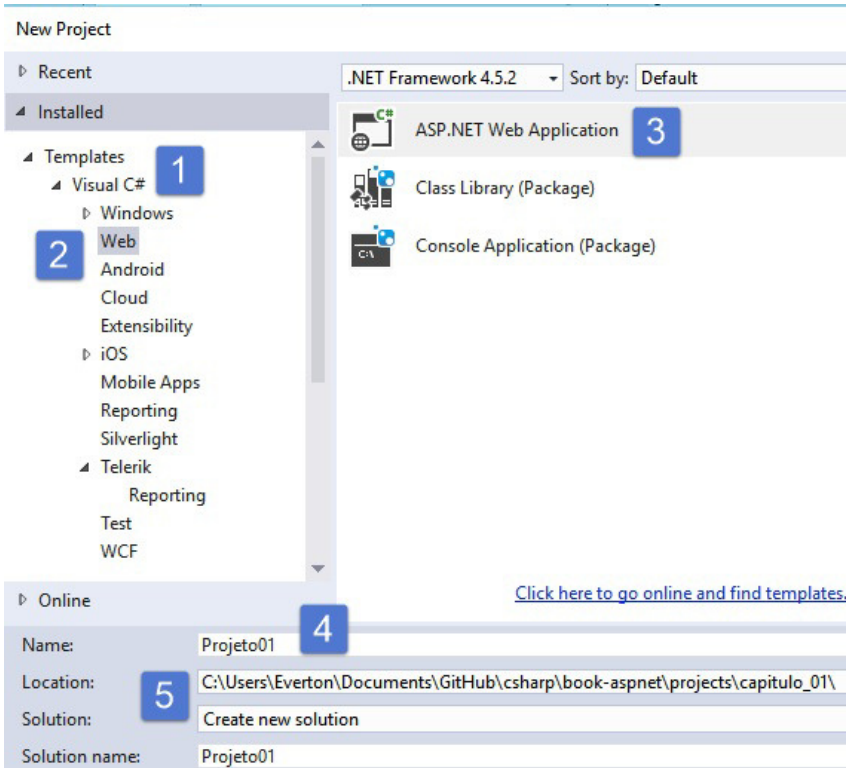 New Project
Recent
Installed
Templates
1
Visual C#
Windows
2
Web
Android
Cloud
Extensibility
iOS
Mobile Apps
Reporting
Silverlight
Telerik
Reporting
Test
WCF
Online
.NET Framework 4.5.2 Sort by: Default
C# ASP.NET Web Application 3
Class Library (Package)
C:\ Console Application (Package)
Click here to go online and find templates.
4
Name: Projeto01
Location: C:\Users\Everton\Documents\GitHub\csharp\book-aspnet\projects\capitulo_01\
5
Solution: Create new solution
Solution name: Projeto01